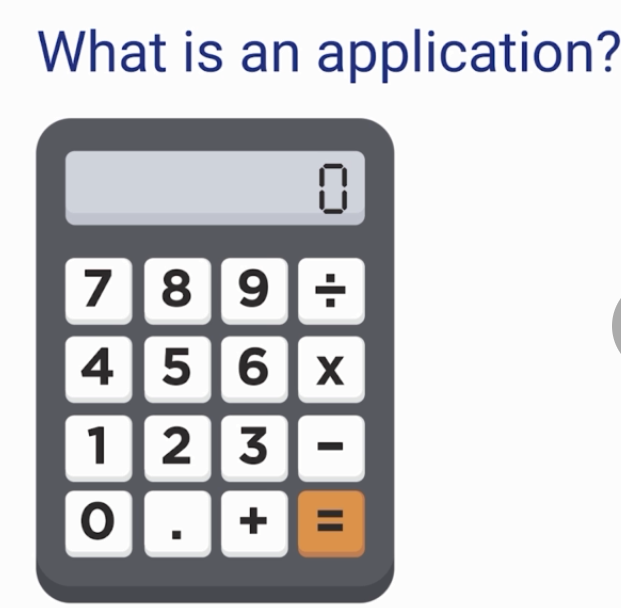 What is an application?
0
7 8 9 ÷
4 5 6 x
1 2 3 −
0 . + =